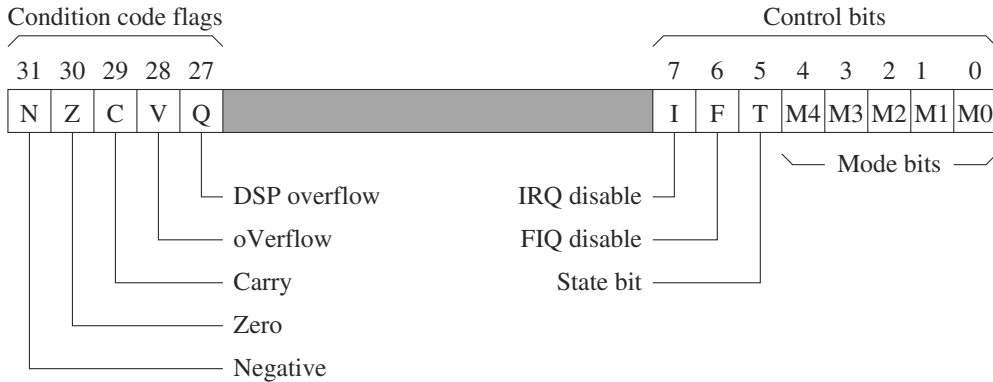 Condition code flags Control bits
31 30 29 28 27 7 6 5 4 3 2 1 0
N Z C V Q I F T M4 M3 M2 M1 M0
Mode bits
DSP overflow IRQ disable
oVerflow FIQ disable
Carry State bit
Zero
Negative